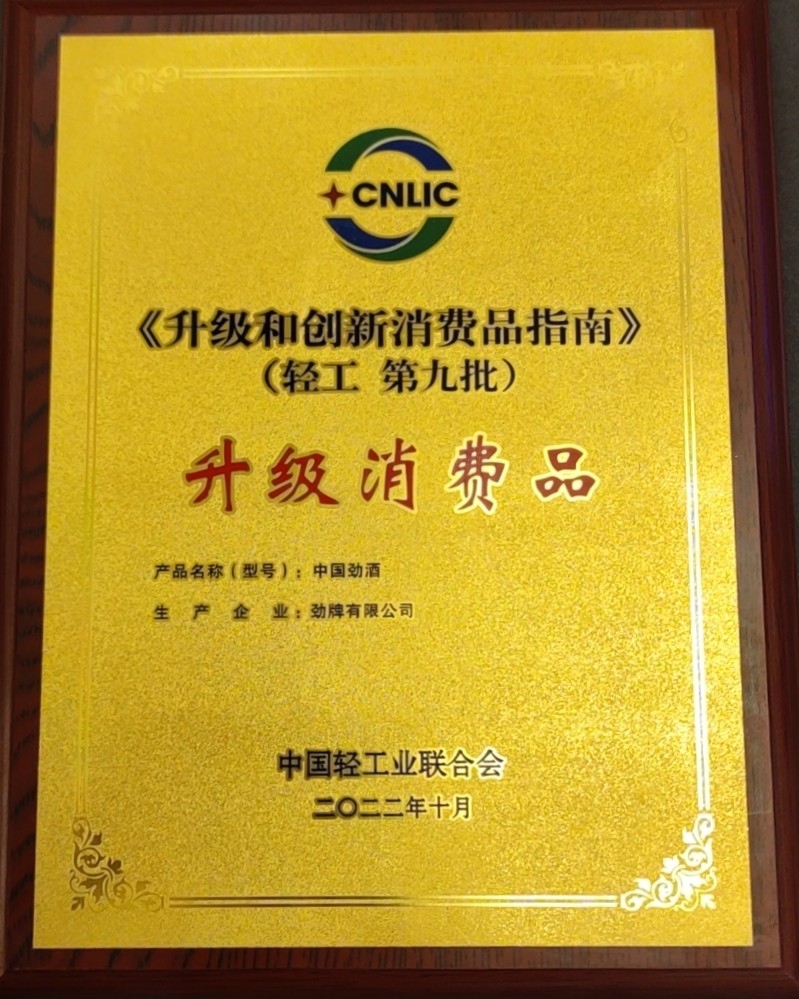 CNLIC
《升级和创新消费品指南》
（轻工 第九批）
升级消费品
产品名称（型号）：中国劲酒
生产企业：劲牌有限公司
中国轻工业联合会
二〇二二年十月